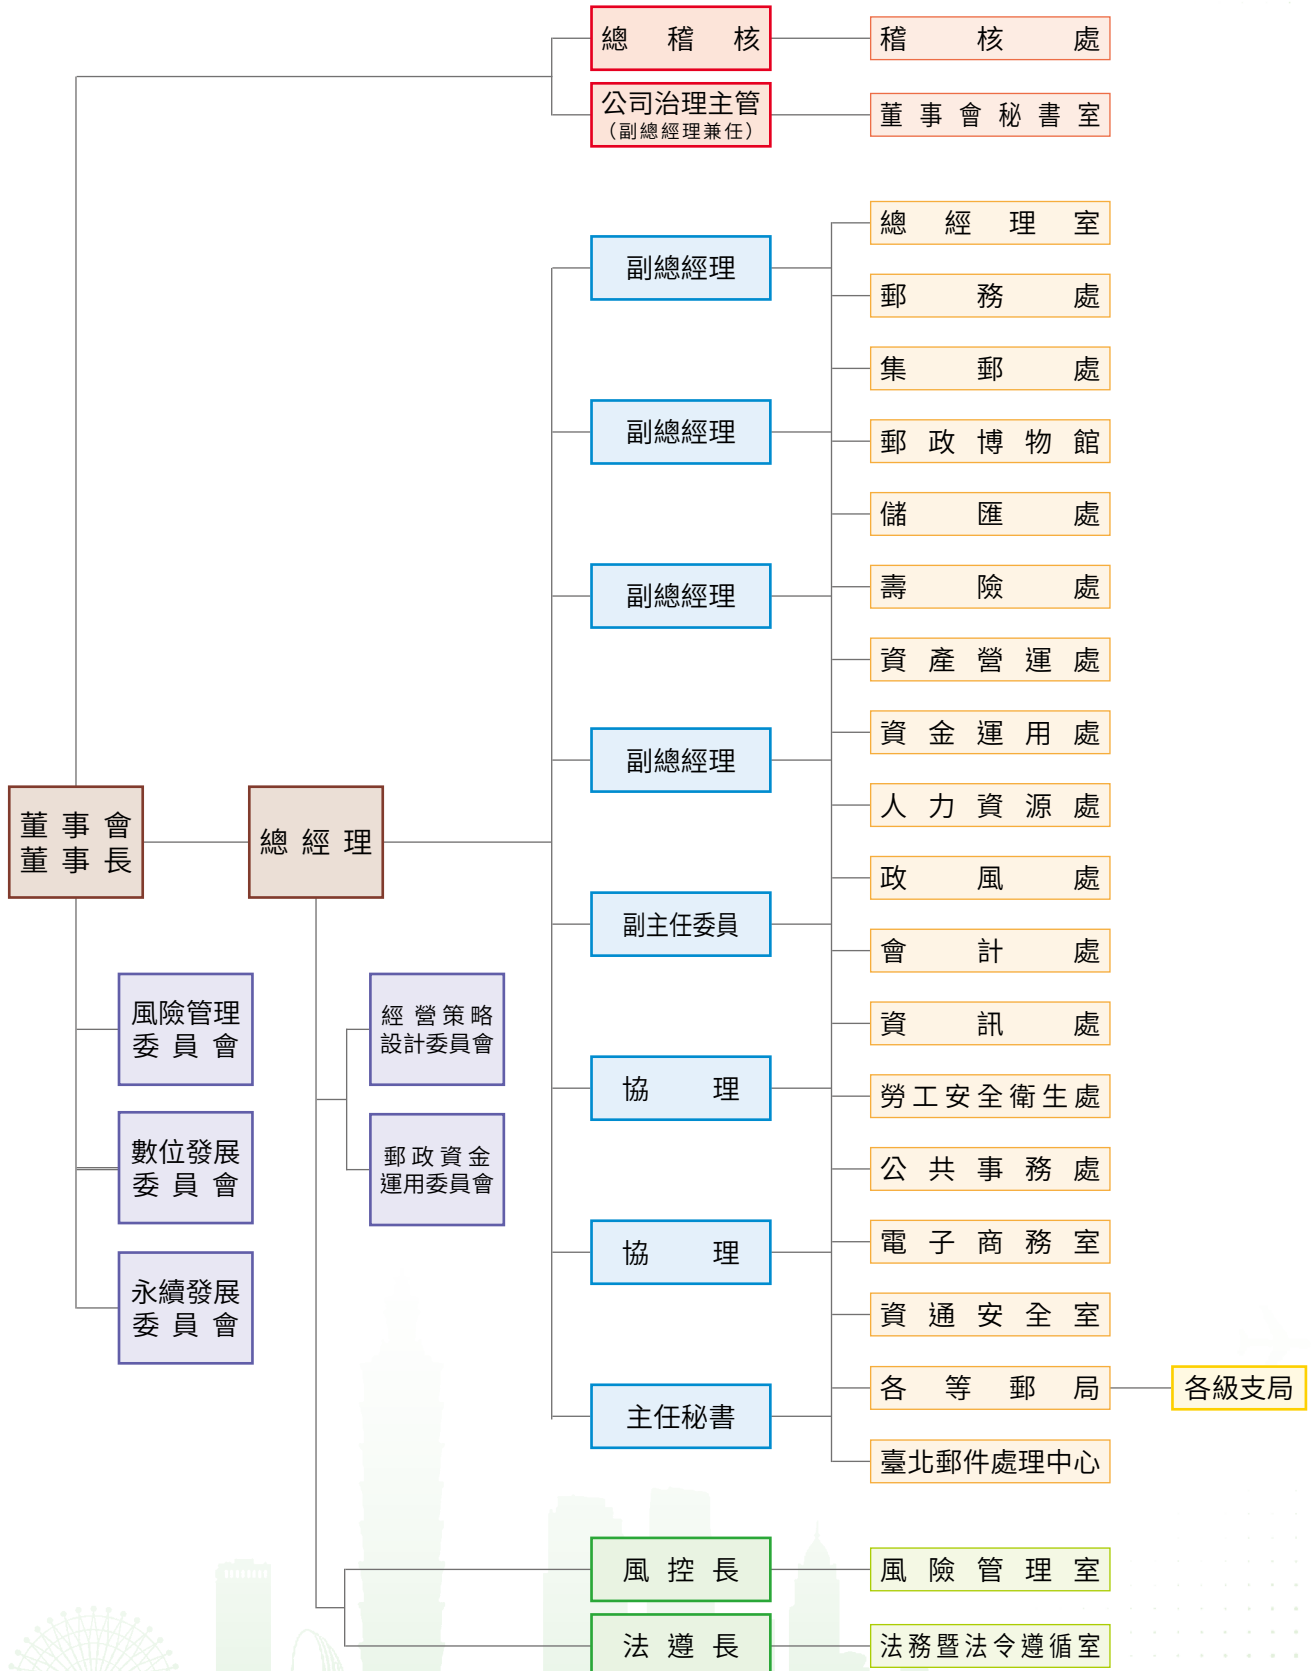 總稽核
稽核處
公司治理主管
（副總經理兼任）
董事會秘書室
總經理室
副總經理
郵務處
集郵處
副總經理
郵政博物館
儲匯處
壽險處
副總經理
資產營運處
資金運用處
副總經理
人力資源處
董事會
董事長
總經理
政風處
副主任委員
會計處
資訊處
風險管理
委員會
經營策略
設計委員會
協理
勞工安全衛生處
公共事務處
數位發展
委員會
郵政資金
運用委員會
電子商務室
協理
資通安全室
永續發展
委員會
各等郵局
各級支局
主任秘書
臺北郵件處理中心
風控長
風險管理室
法遵長
法務暨法令遵循室